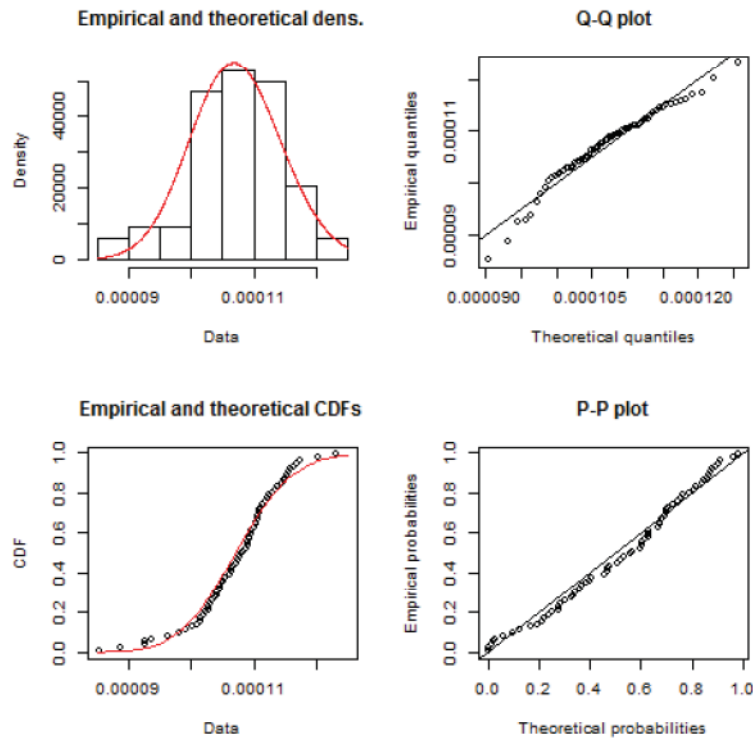 Empirical and theoretical dens.
Density
0
20000
40000
0.00009
0.00011
Data
Q-Q plot
Empirical quantiles
0.00009
0.00011
0.000090
0.000105
0.000120
Theoretical quantiles
Empirical and theoretical CDFs
CDF
0.0
0.2
0.4
0.6
0.8
1.0
0.00009
0.00011
Data
P-P plot
Empirical probabilities
0.0
0.2
0.4
0.6
0.8
1.0
0.0
0.2
0.4
0.6
0.8
1.0
Theoretical probabilities